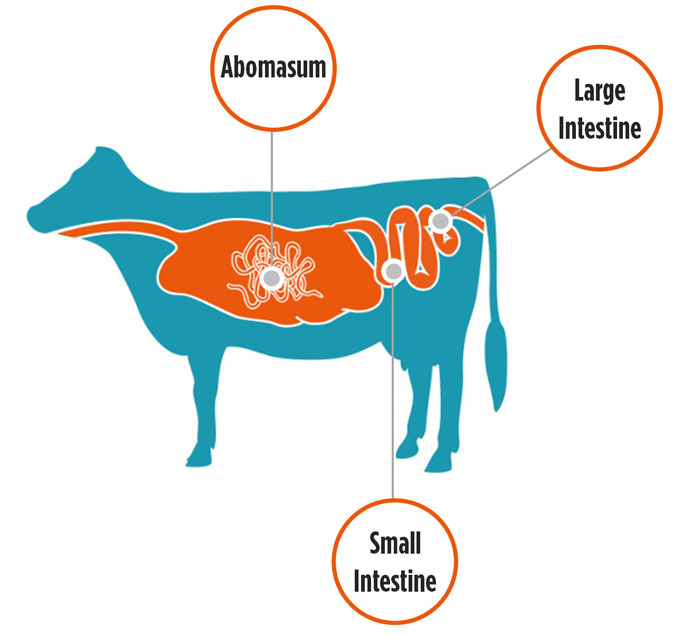 Abomasum
Large
Intestine
Small
Intestine